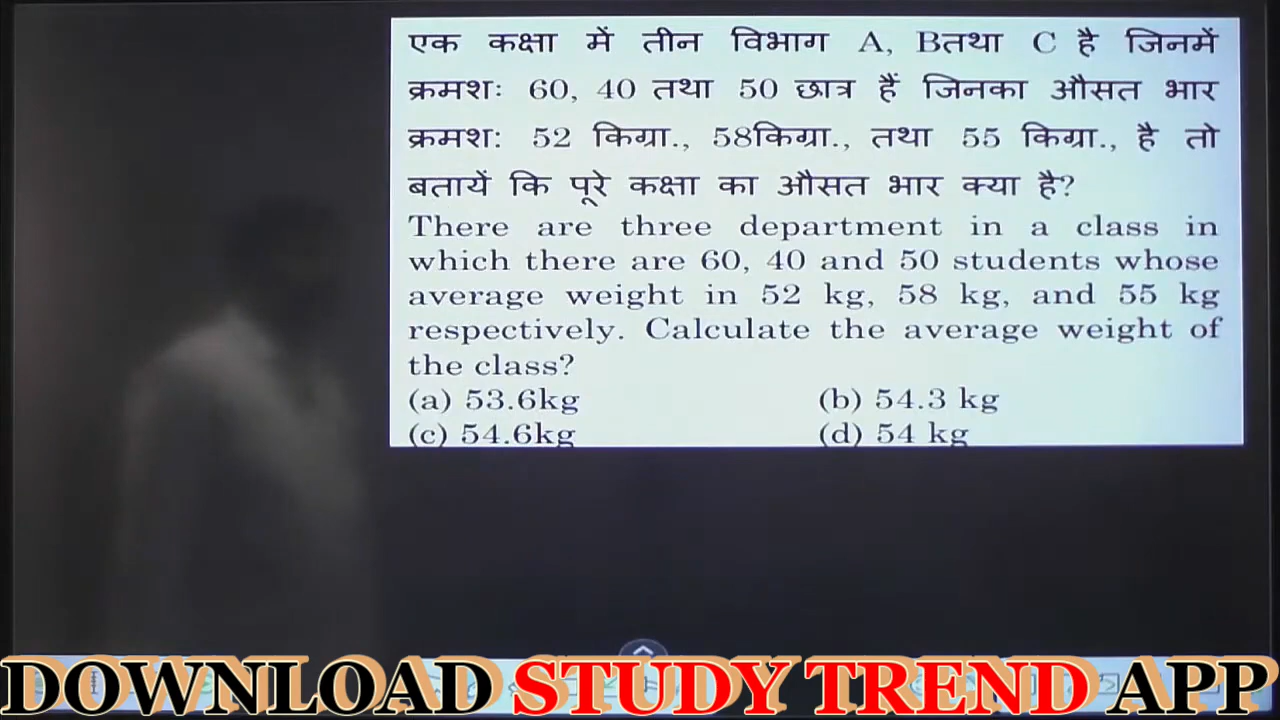 एक कक्षा में तीन विभाग A, Bतथा C है जिनमें
क्रमशः 60, 40 तथा 50 छात्र हैं जिनका औसत भार
क्रमश: 52 किग्रा., 58किग्रा., तथा 55 किग्रा., है तो
बतायें कि पूरे कक्षा का औसत भार क्या है?
There are three department in a class in
which there are 60, 40 and 50 students whose
average weight in 52 kg, 58 kg, and 55 kg
respectively. Calculate the average weight of
the class?
(a) 53.6kg (b) 54.3 kg
(c) 54.6kg (d) 54 kg
DOWNLOAD STUDY TREND APP